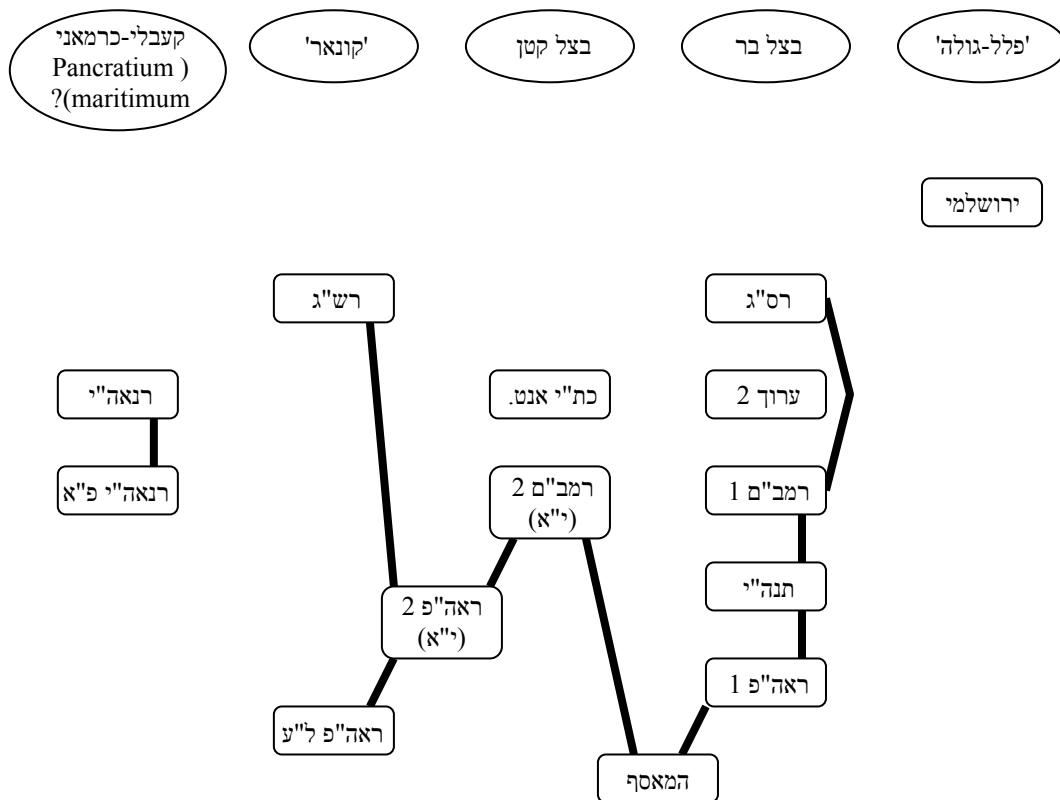 'פלל-גולה'
בצל בר
בצל קטן
'קונאר'
קעבלי-כרמאני
Pancratium )
?(maritimum
ירושלמי
רס"ג
רש"ג
ערוך 2
כת"י אנט.
רנאה"י
רמב"ם 1
רמב"ם 2
(י"א)
רנאה"י פ"א
תנה"י
ראה"פ 2
(י"א)
ראה"פ 1
ראה"פ ל"ע
המאסף